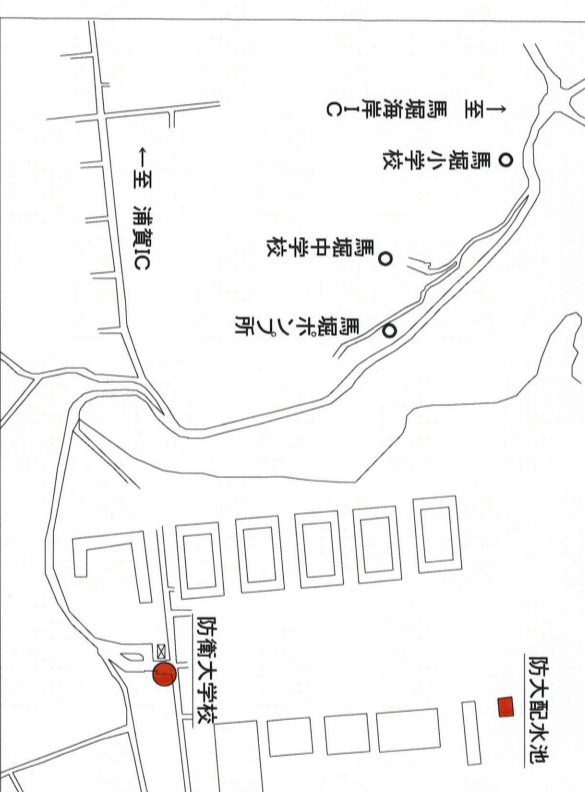 ↑至 馬堀海岸IC
馬堀小学校
←至 浦賀IC
馬堀中学校
馬堀ポンプ所
防衛大学校
防大配水池